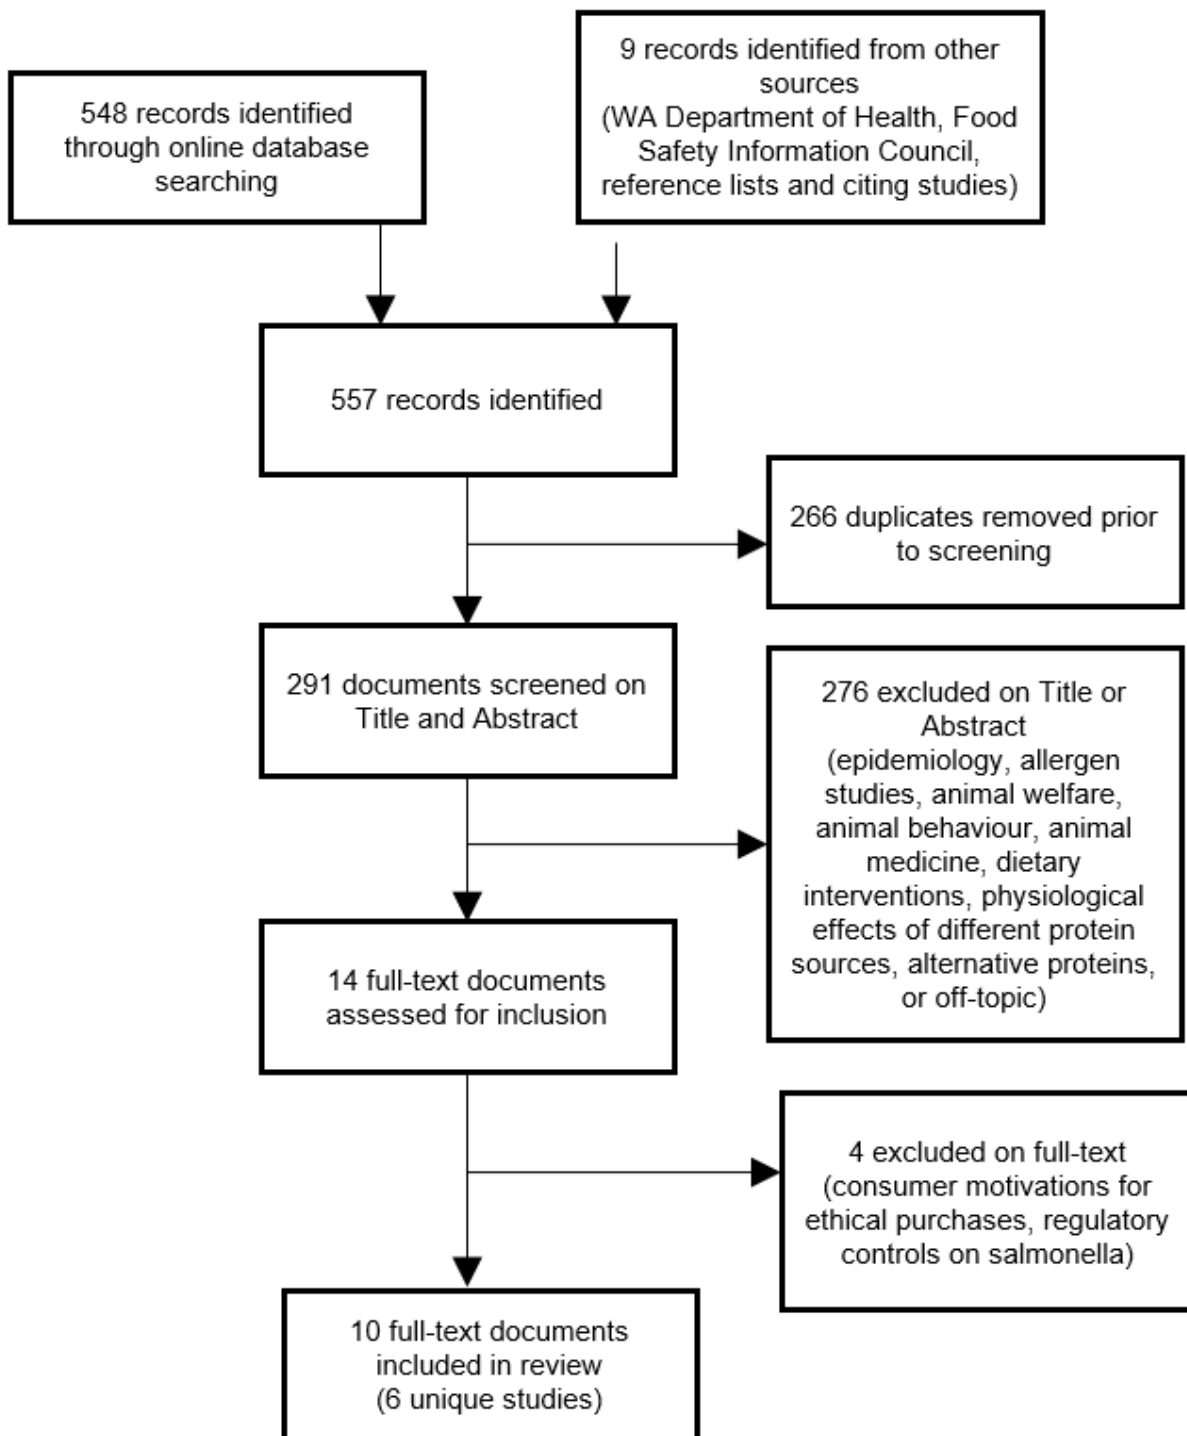 548 records identified
through online database
searching
9 records identified from other
sources
(WA Department of Health, Food
Safety Information Council,
reference lists and citing studies)
557 records identified
266 duplicates removed prior
to screening
291 documents screened on
Title and Abstract
276 excluded on Title or
Abstract
(epidemiology, allergen
studies, animal welfare,
animal behaviour, animal
medicine, dietary
interventions, physiological
effects of different protein
sources, alternative proteins,
or off-topic)
14 full-text documents
assessed for inclusion
4 excluded on full-text
(consumer motivations for
ethical purchases, regulatory
controls on salmonella)
10 full-text documents
included in review
(6 unique studies)